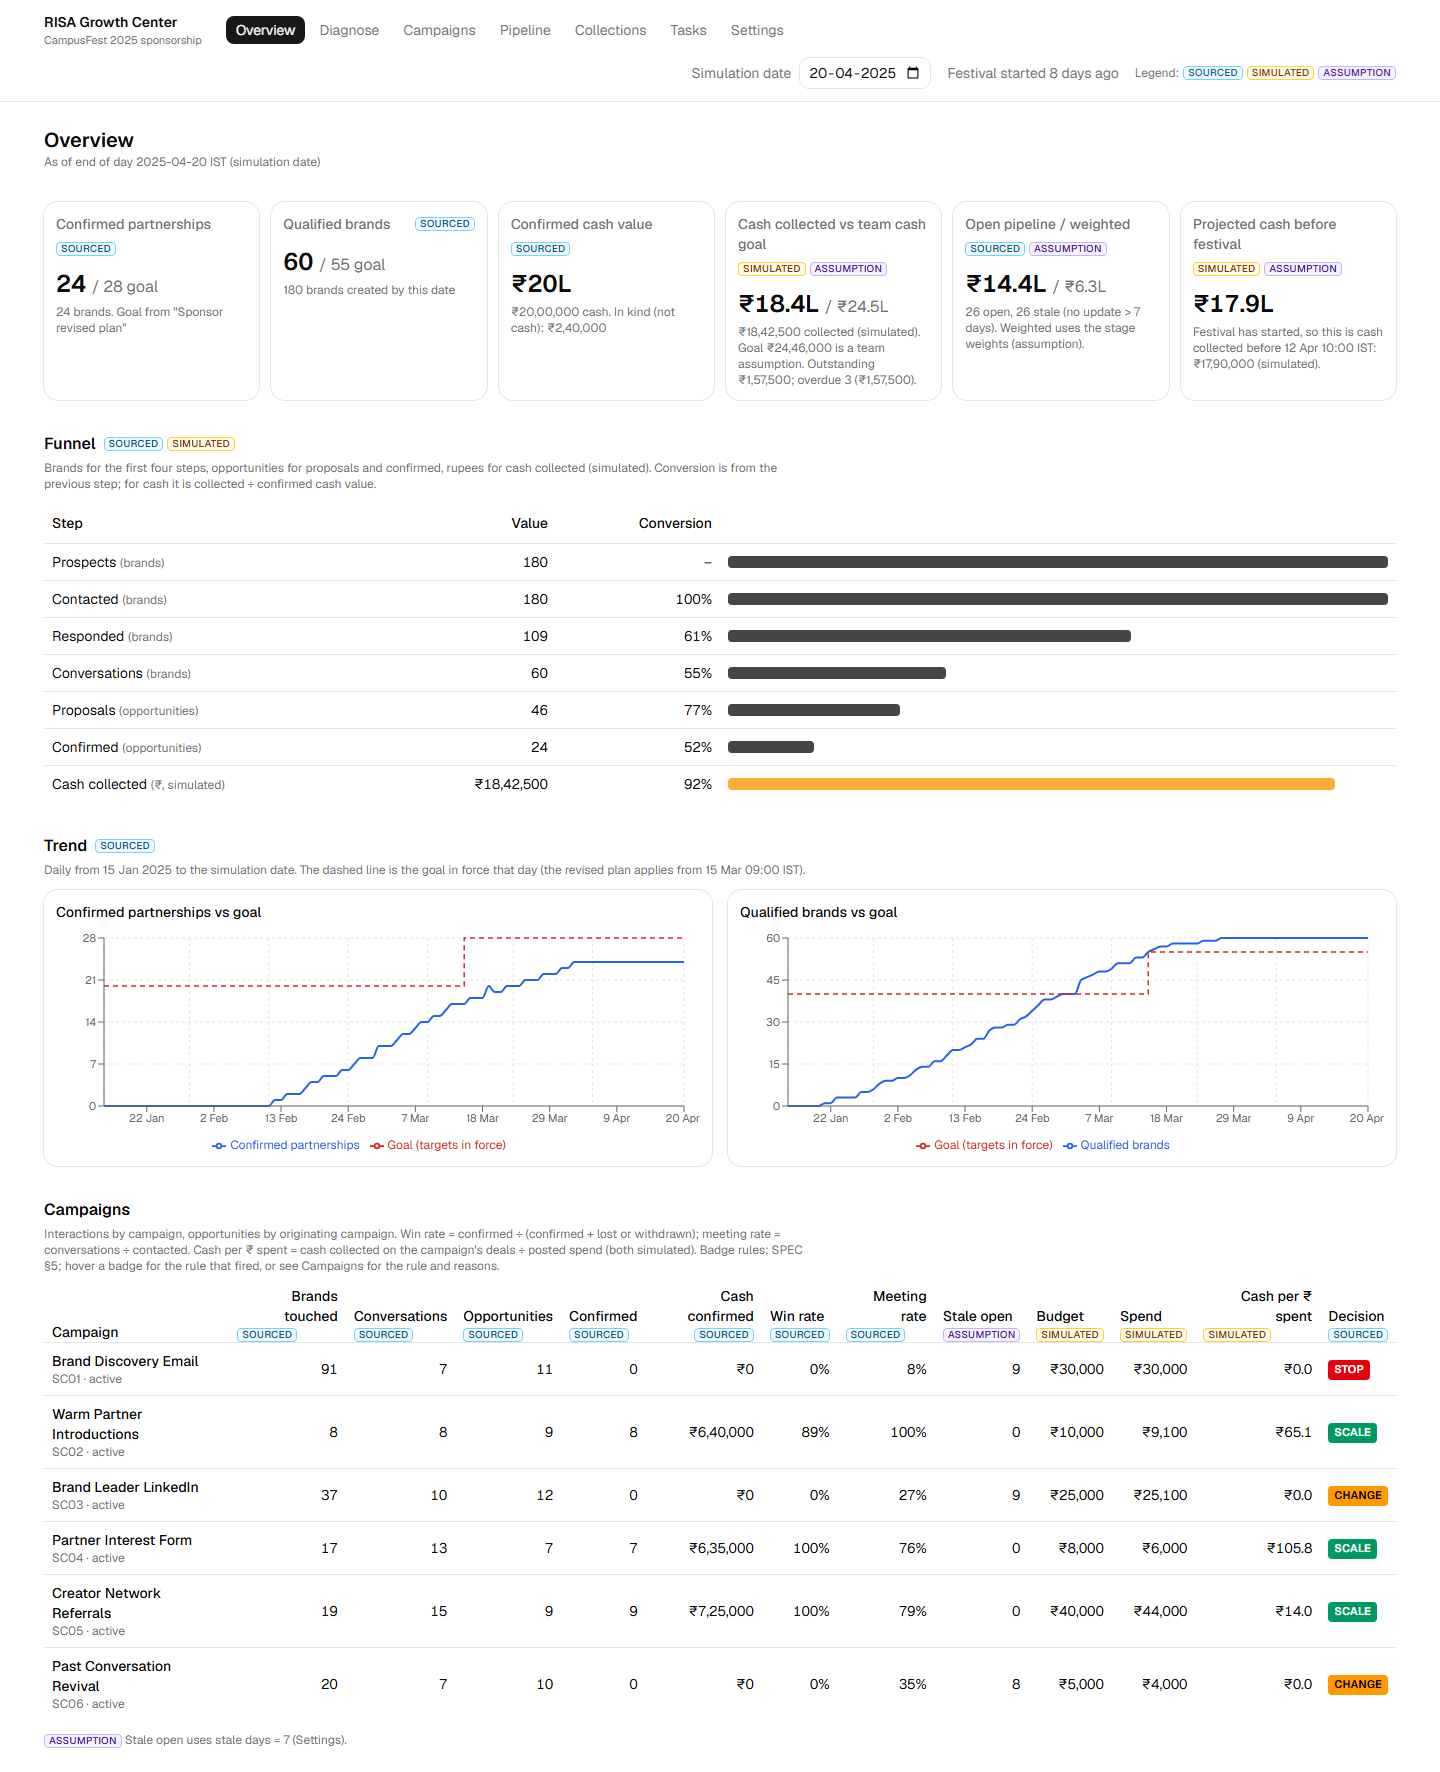 RISA Growth Center
CampusFest 2025 sponsorship
Overview
Diagnose
Campaigns
Pipeline
Collections
Tasks
Settings
Simulation date
20-04-2025
Festival started 8 days ago
Legend: SOURCED SIMULATED ASSUMPTION
Overview
As of end of day 2025-04-20 IST (simulation date)
Confirmed partnerships
SOURCED
24 / 28 goal
24 brands. Goal from "Sponsor
revised plan"
Qualified brands SOURCED
60 / 55 goal
180 brands created by this date
Confirmed cash value
SOURCED
₹20L
₹20,00,000 cash. In kind (not
cash): ₹2,40,000
Cash collected vs team cash
goal
SIMULATED ASSUMPTION
₹18.4L / ₹24.5L
₹18,42,500 collected (simulated).
Goal ₹24,46,000 is a team
assumption. Outstanding
₹1,57,500; overdue 3 (₹1,57,500).
Open pipeline / weighted
SOURCED ASSUMPTION
₹14.4L / ₹6.3L
26 open, 26 stale (no update > 7
days). Weighted uses the stage
weights (assumption).
Projected cash before
festival
SIMULATED ASSUMPTION
₹17.9L
Festival has started, so this is cash
collected before 12 Apr 10:00 IST:
₹17,90,000 (simulated).
Funnel SOURCED SIMULATED
Brands for the first four steps, opportunities for proposals and confirmed, rupees for cash collected (simulated). Conversion is from the
previous step; for cash it is collected ÷ confirmed cash value.
Step Value Conversion
Prospects (brands) 180 –
Contacted (brands) 180 100%
Responded (brands) 109 61%
Conversations (brands) 60 55%
Proposals (opportunities) 46 77%
Confirmed (opportunities) 24 52%
Cash collected (₹, simulated) ₹18,42,500 92%
Trend SOURCED
Daily from 15 Jan 2025 to the simulation date. The dashed line is the goal in force that day (the revised plan applies from 15 Mar 09:00 IST).
Confirmed partnerships vs goal
28
21
14
7
0
22 Jan 2 Feb 13 Feb 24 Feb 7 Mar 18 Mar 29 Mar 9 Apr 20 Apr
Confirmed partnerships Goal (targets in force)
Qualified brands vs goal
60
45
30
15
0
22 Jan 2 Feb 13 Feb 24 Feb 7 Mar 18 Mar 29 Mar 9 Apr 20 Apr
Goal (targets in force) Qualified brands
Campaigns
Interactions by campaign, opportunities by originating campaign. Win rate = confirmed ÷ (confirmed + lost or withdrawn); meeting rate =
conversations ÷ contacted. Cash per ₹ spent = cash collected on the campaign's deals ÷ posted spend (both simulated). Badge rules: SPEC
§5; hover a badge for the rule that fired, or see Campaigns for the rule and reasons.
Brands Cash Meeting Cash per ₹
touched Conversations Opportunities Confirmed confirmed Win rate rate Stale open Budget Spend spent Decision
Campaign SOURCED SOURCED SOURCED SOURCED SOURCED SOURCED SOURCED ASSUMPTION SIMULATED SIMULATED SIMULATED SOURCED
Brand Discovery Email
SC01 · active
91 7 11 0 ₹0 0% 8% 9 ₹30,000 ₹30,000 ₹0.0 STOP
Warm Partner
Introductions
SC02 · active
8 8 9 8 ₹6,40,000 89% 100% 0 ₹10,000 ₹9,100 ₹65.1 SCALE
Brand Leader LinkedIn
SC03 · active
37 10 12 0 ₹0 0% 27% 9 ₹25,000 ₹25,100 ₹0.0 CHANGE
Partner Interest Form
SC04 · active
17 13 7 7 ₹6,35,000 100% 76% 0 ₹8,000 ₹6,000 ₹105.8 SCALE
Creator Network
Referrals
SC05 · active
19 15 9 9 ₹7,25,000 100% 79% 0 ₹40,000 ₹44,000 ₹14.0 SCALE
Past Conversation
Revival
SC06 · active
20 7 10 0 ₹0 0% 35% 8 ₹5,000 ₹4,000 ₹0.0 CHANGE
ASSUMPTION Stale open uses stale days = 7 (Settings).